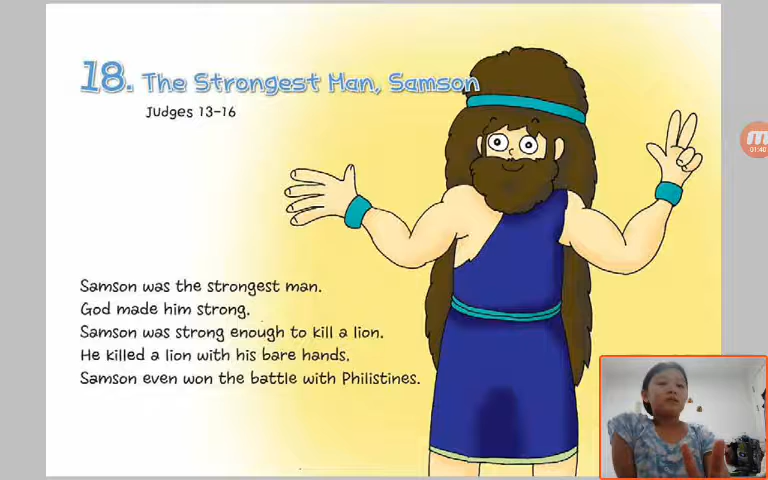 18. The Strongest Man, Samson
Judges 13-16
Samson was the strongest man.
God made him strong.
Samson was strong enough to kill a lion.
He killed a lion with his bare hands.
Samson even won the battle with Philistines.
M
01:40